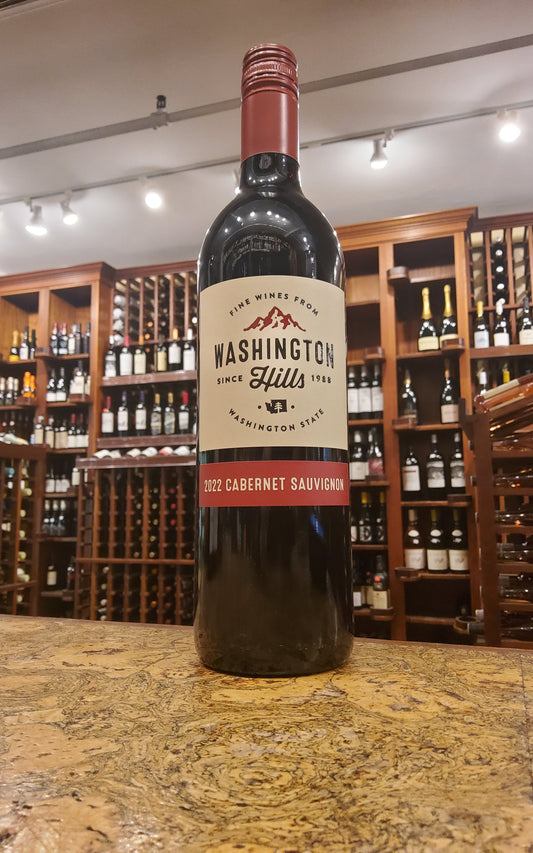 FINE WINES FROM
WASHINGTON
SINCE Hills 1988
WASHINGTON STATE
2022 CABERNET SAUVIGNON